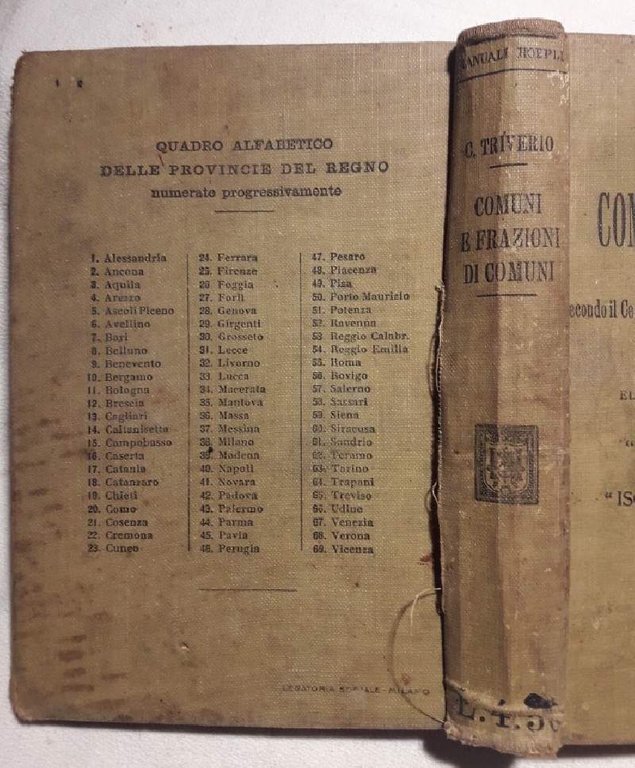 QUADRO ALFABETICO
DELLE PROVINCIE DEL REGNO
numerate progressivamente
1. Alessandria
2. Ancona
3. Aquila
4. Arezzo
5. Ascoli Piceno
6. Avellino
7. Bari
8. Belluno
9. Benevento
10. Bergamo
11. Bologna
12. Brescia
13. Cagliari
14. Caltanisetta
15. Campobasso
16. Caserta
17. Catania
18. Catanzaro
19. Chieti
20. Como
21. Cosenza
22. Cremona
23. Cuneo
24. Ferrara
25. Firenze
26. Foggia
27. Forlì
28. Genova
29. Girgenti
30. Grosseto
31. Lecce
32. Livorno
33. Lucca
34. Macerata
35. Mantova
36. Massa
37. Messina
38. Milano
39. Modena
40. Napoli
41. Novara
42. Padova
43. Palermo
44. Parma
45. Pavia
46. Perugia
47. Pesaro
48. Piacenza
49. Pisa
50. Porto Maurizio
51. Potenza
52. Ravenna
53. Reggio Calabr.
54. Reggio Emilia
55. Roma
56. Rovigo
57. Salerno
58. Sassari
59. Siena
60. Siracusa
61. Sondrio
62. Teramo
63. Torino
64. Trapani
65. Treviso
66. Udine
67. Venezia
68. Verona
69. Vicenza
LEGATORIA SOCIALE - MILANO
MANUALI HOEPLI
C. TRIVERIO
COMUNI
E FRAZIONI
DI COMUNI
L. 4.50
COM
econdo il Ce
EL
"
"IS